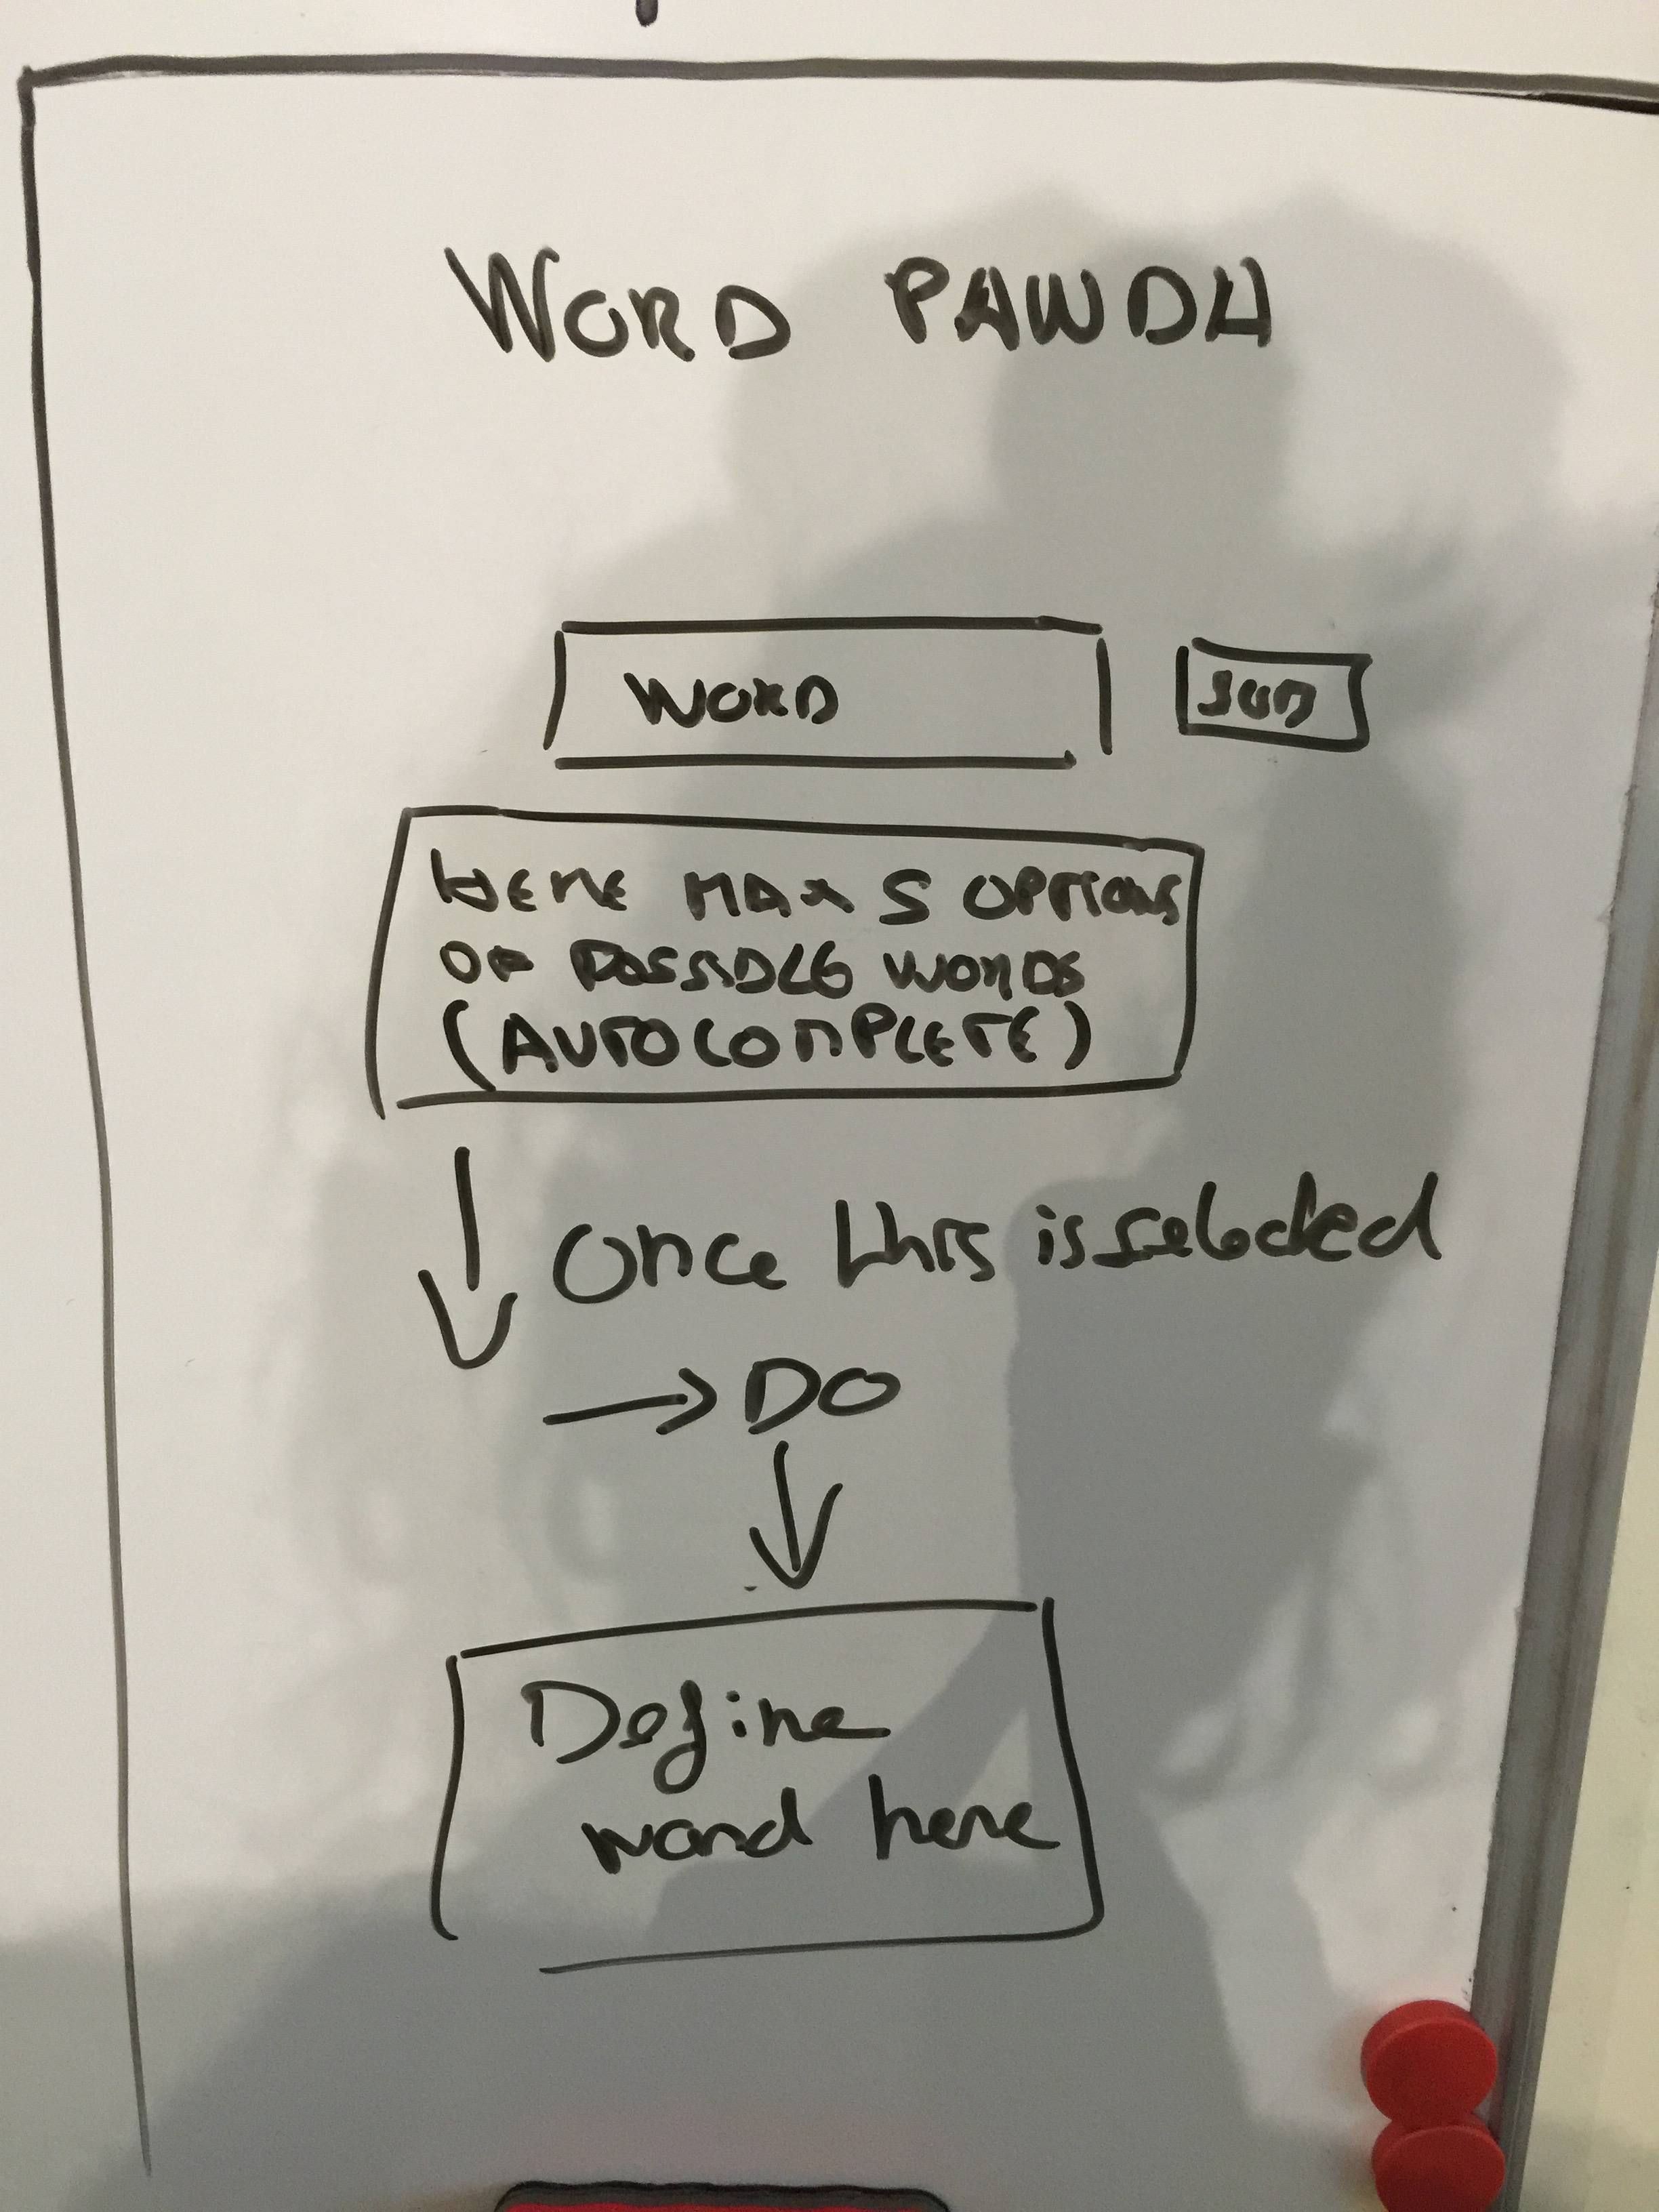 WORD PANDA
WORD
SUB
HERE MAX 5 OPTIONS
OF POSSIBLE WORDS
(AUTOCOMPLETE)
Once this is selected
→ DO
Define
word here